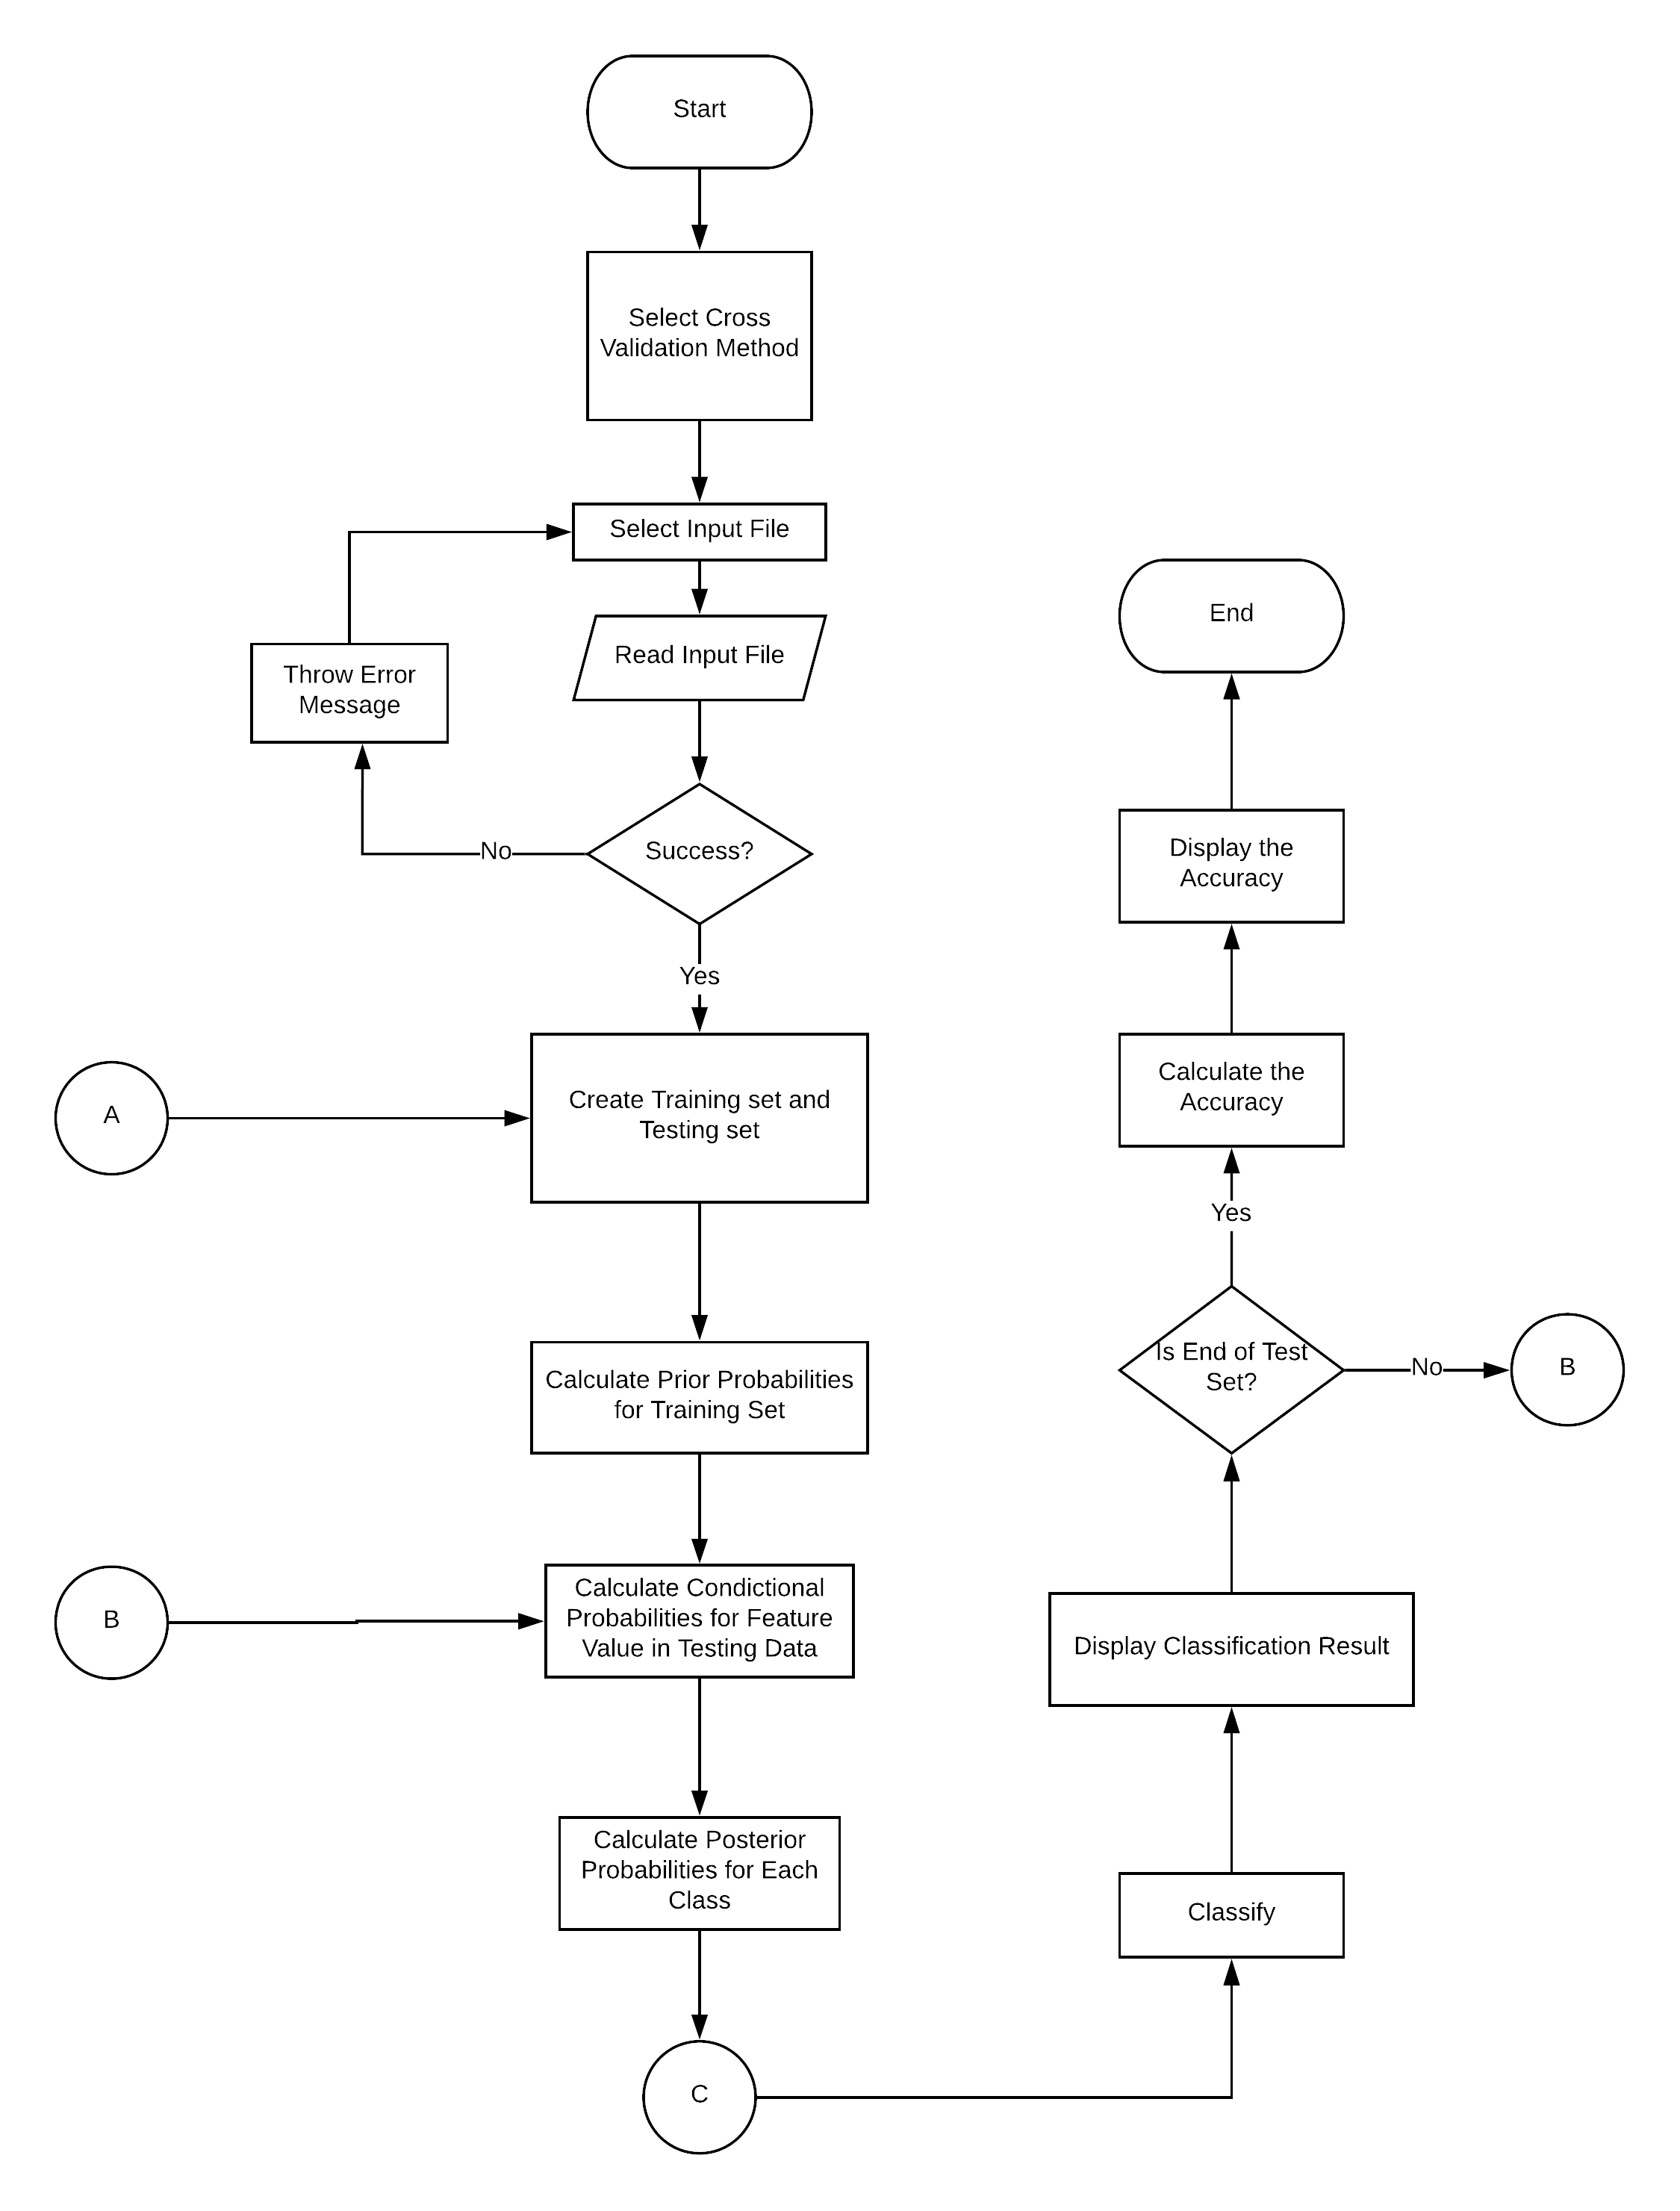 Start
Select Cross
Validation Method
Select Input File
Read Input File
Throw Error
Message
Success?
No
Yes
A
Create Training set and
Testing set
Calculate Prior Probabilities
for Training Set
B
Calculate Condictional
Probabilities for Feature
Value in Testing Data
Calculate Posterior
Probabilities for Each
Class
C
Classify
Display Classification Result
Is End of Test
Set?
No
B
Yes
Calculate the
Accuracy
Display the
Accuracy
End